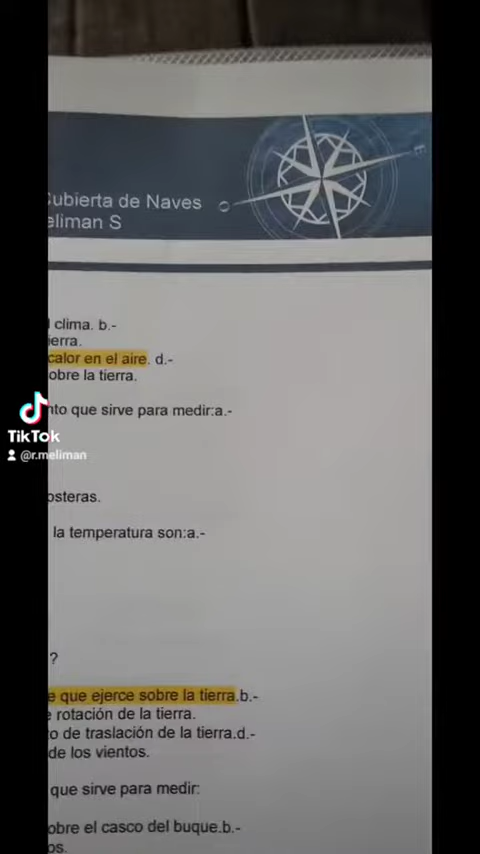 Cubierta de Naves
eliman S
clima. b.-
ierra.
calor en el aire. d.-
obre la tierra.
nto que sirve para medir:a.-
TikTok
@r.meliman
osteras.
la temperatura son:a.-
?
e que ejerce sobre la tierra.b.-
e rotación de la tierra.
o de traslación de la tierra.d.-
de los vientos.
que sirve para medir:
obre el casco del buque.b.-
os.